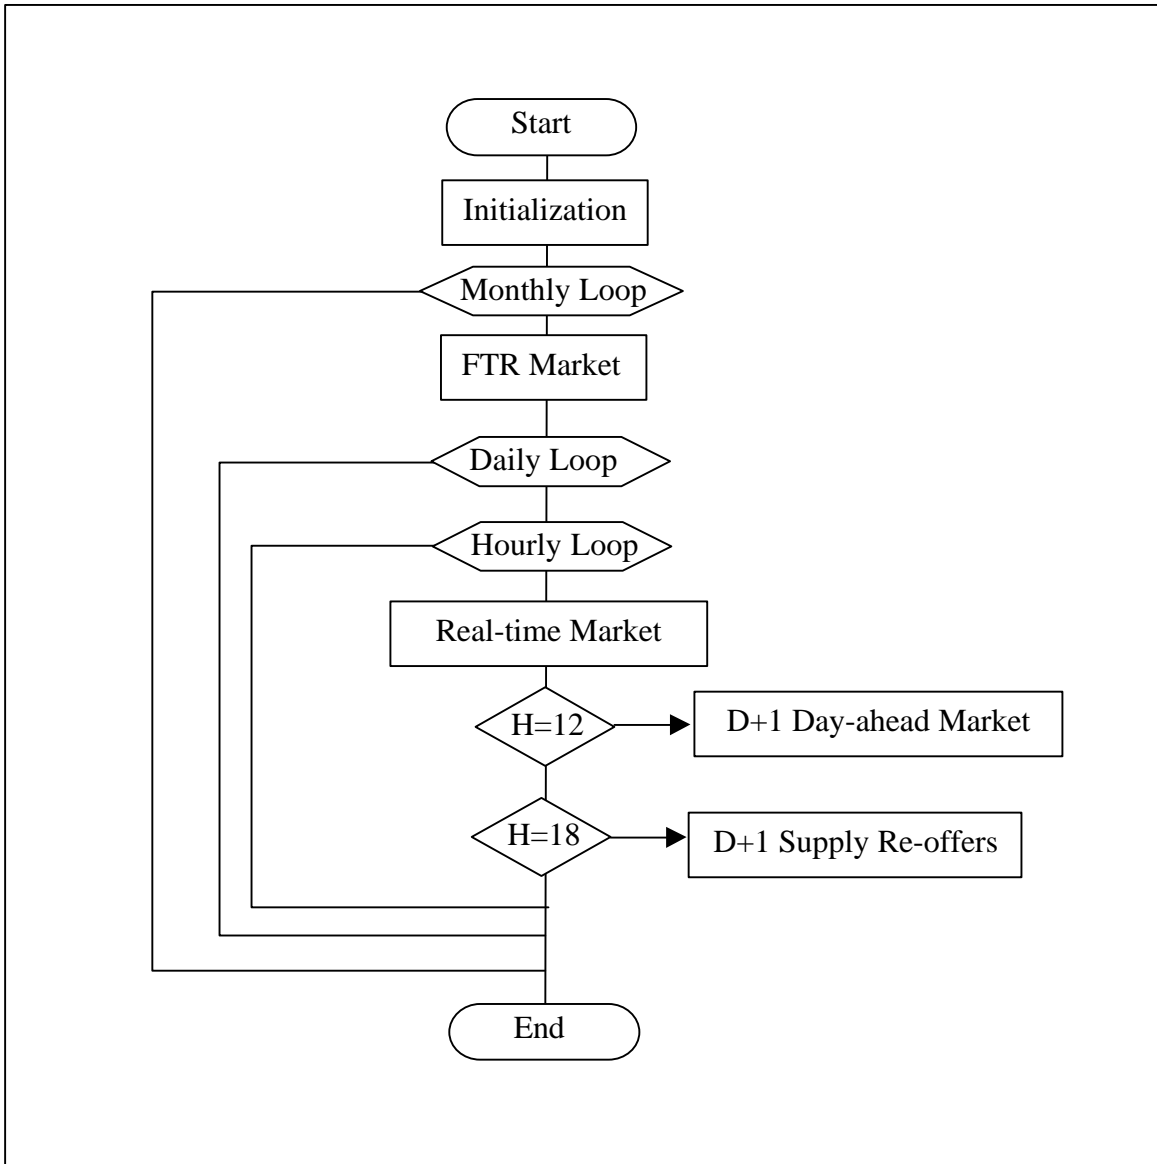 Start
Initialization
Monthly Loop
FTR Market
Daily Loop
Hourly Loop
Real-time Market
H=12
D+1 Day-ahead Market
H=18
D+1 Supply Re-offers
End